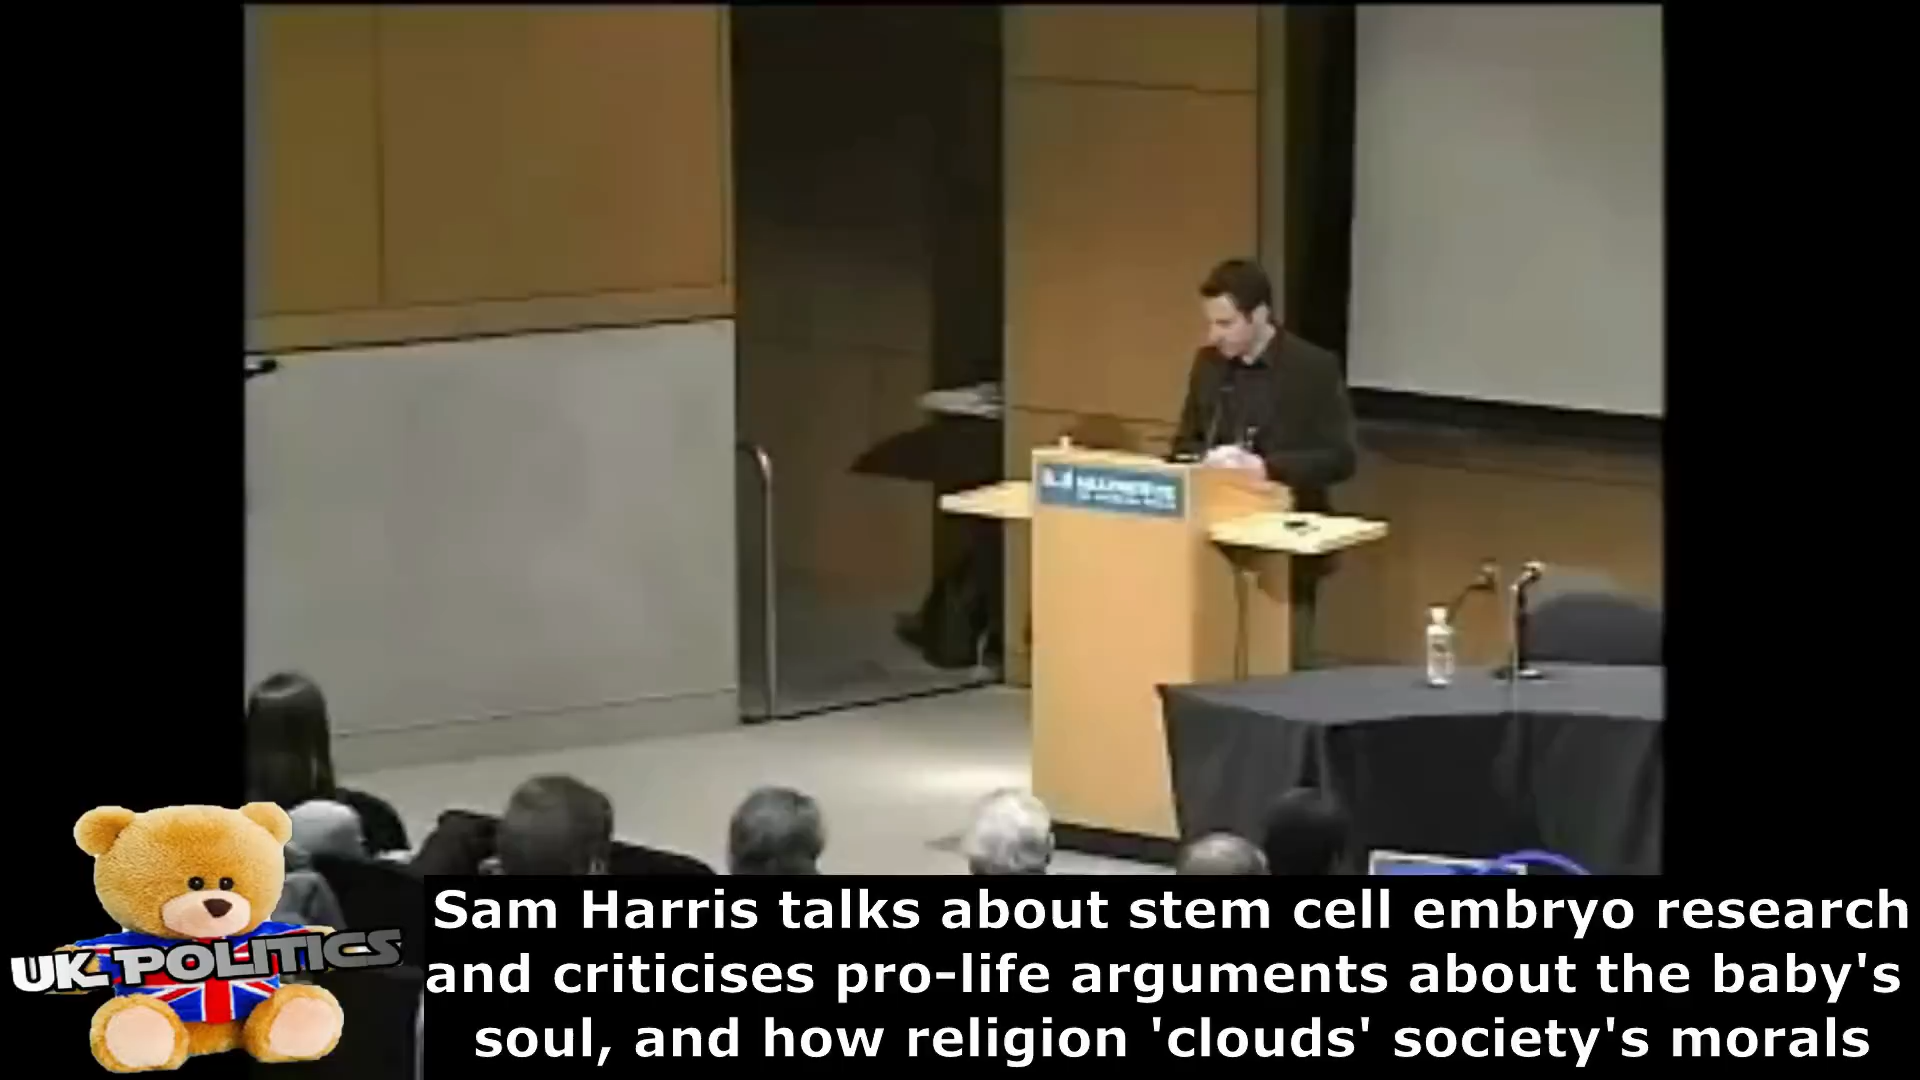 UK POLITICS
Sam Harris talks about stem cell embryo research
and criticises pro-life arguments about the baby's
soul, and how religion 'clouds' society's morals